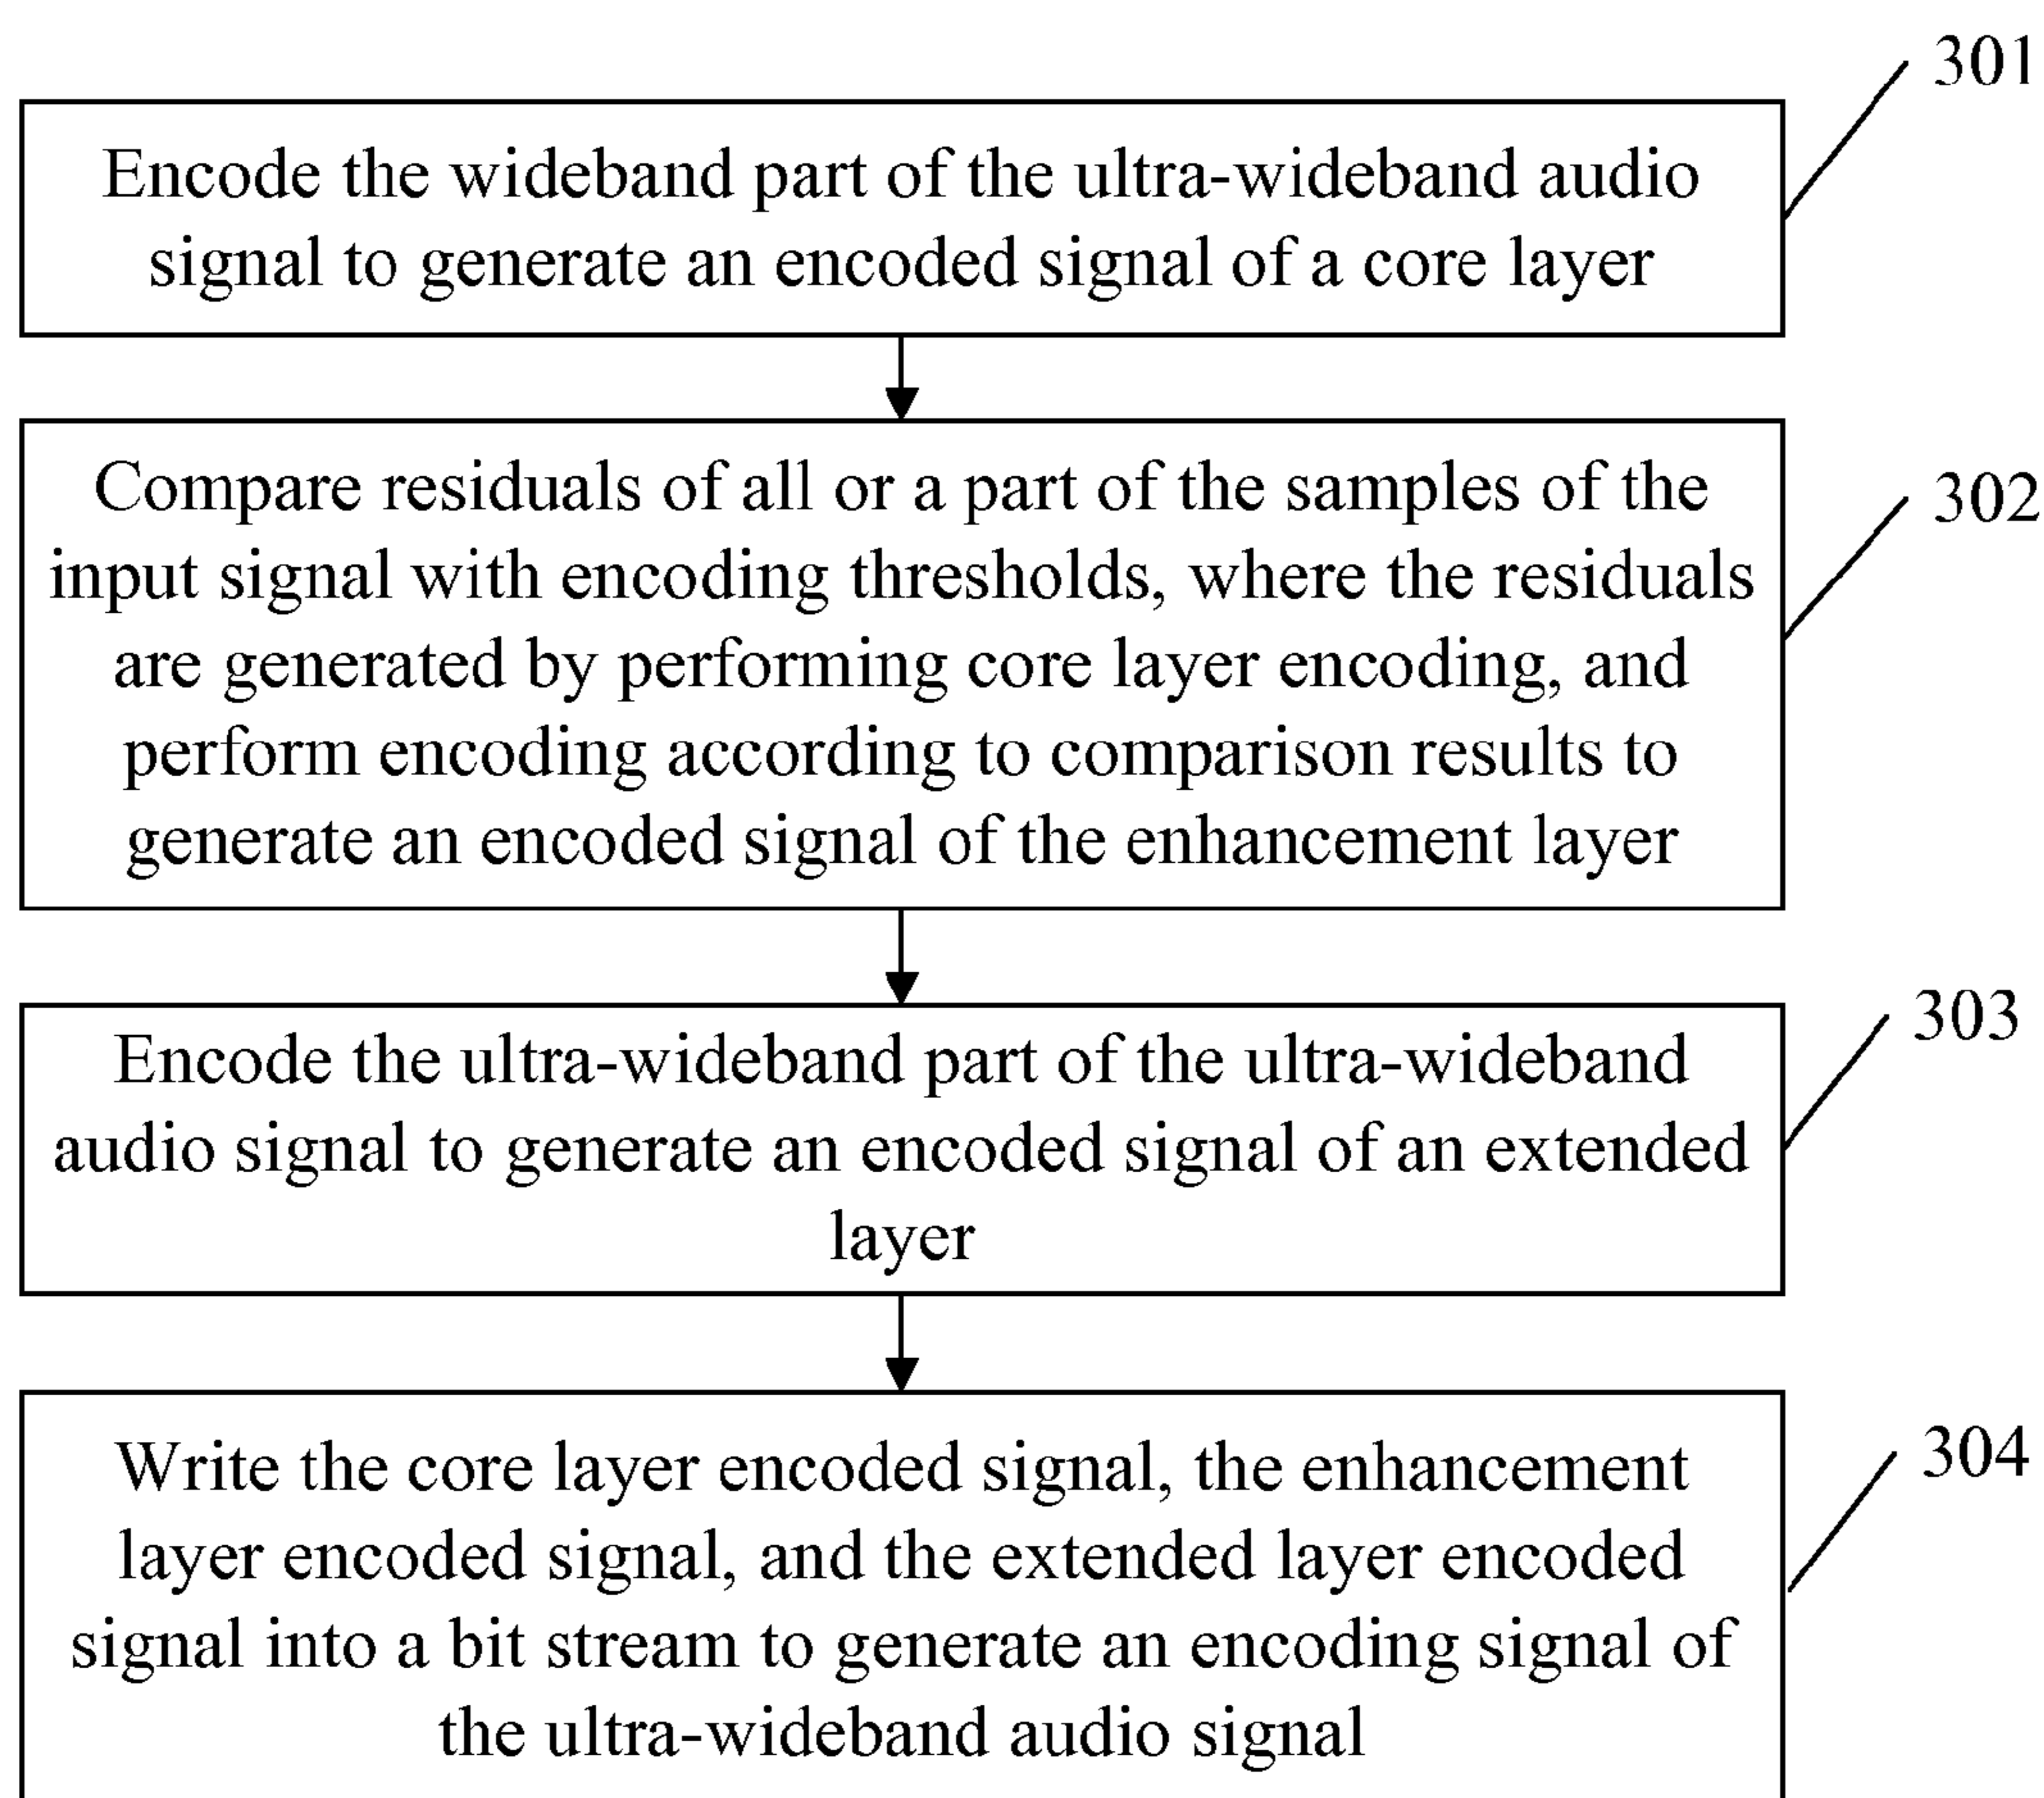 301
Encode the wideband part of the ultra-wideband audio
signal to generate an encoded signal of a core layer
302
Compare residuals of all or a part of the samples of the
input signal with encoding thresholds, where the residuals
are generated by performing core layer encoding, and
perform encoding according to comparison results to
generate an encoded signal of the enhancement layer
303
Encode the ultra-wideband part of the ultra-wideband
audio signal to generate an encoded signal of an extended
layer
304
Write the core layer encoded signal, the enhancement
layer encoded signal, and the extended layer encoded
signal into a bit stream to generate an encoding signal of
the ultra-wideband audio signal